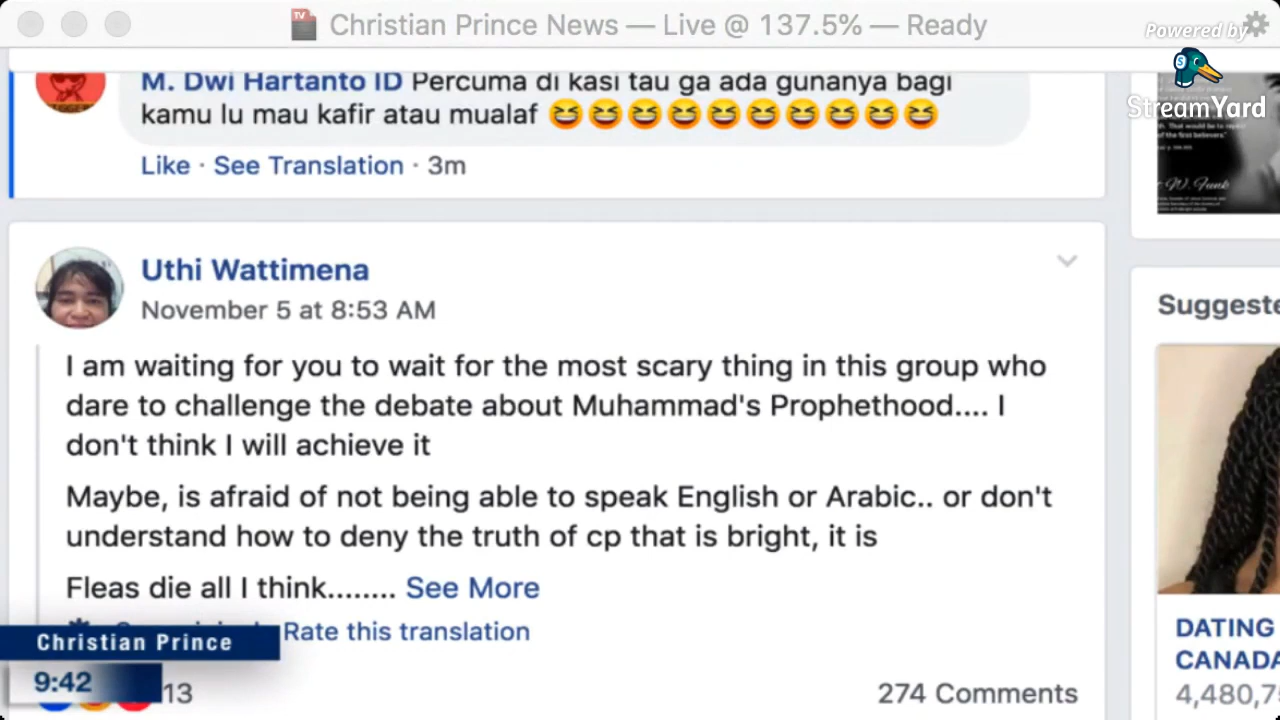 Christian Prince News — Live @ 137.5% — Ready
Powered by
StreamYard
M. Dwi Hartanto ID Percuma di kasi tau ga ada gunanya bagi
kamu lu mau kafir atau mualaf 😆😆😆😆😆😆😆😆😆😆
Like · See Translation · 3m
W. Funk
Uthi Wattimena
November 5 at 8:53 AM
I am waiting for you to wait for the most scary thing in this group who
dare to challenge the debate about Muhammad's Prophethood.... I
don't think I will achieve it
Maybe, is afraid of not being able to speak English or Arabic.. or don't
understand how to deny the truth of cp that is bright, it is
Fleas die all I think........ See More
Rate this translation
13
274 Comments
Suggeste
DATING
CANADA
4,480,7
Christian Prince
9:42